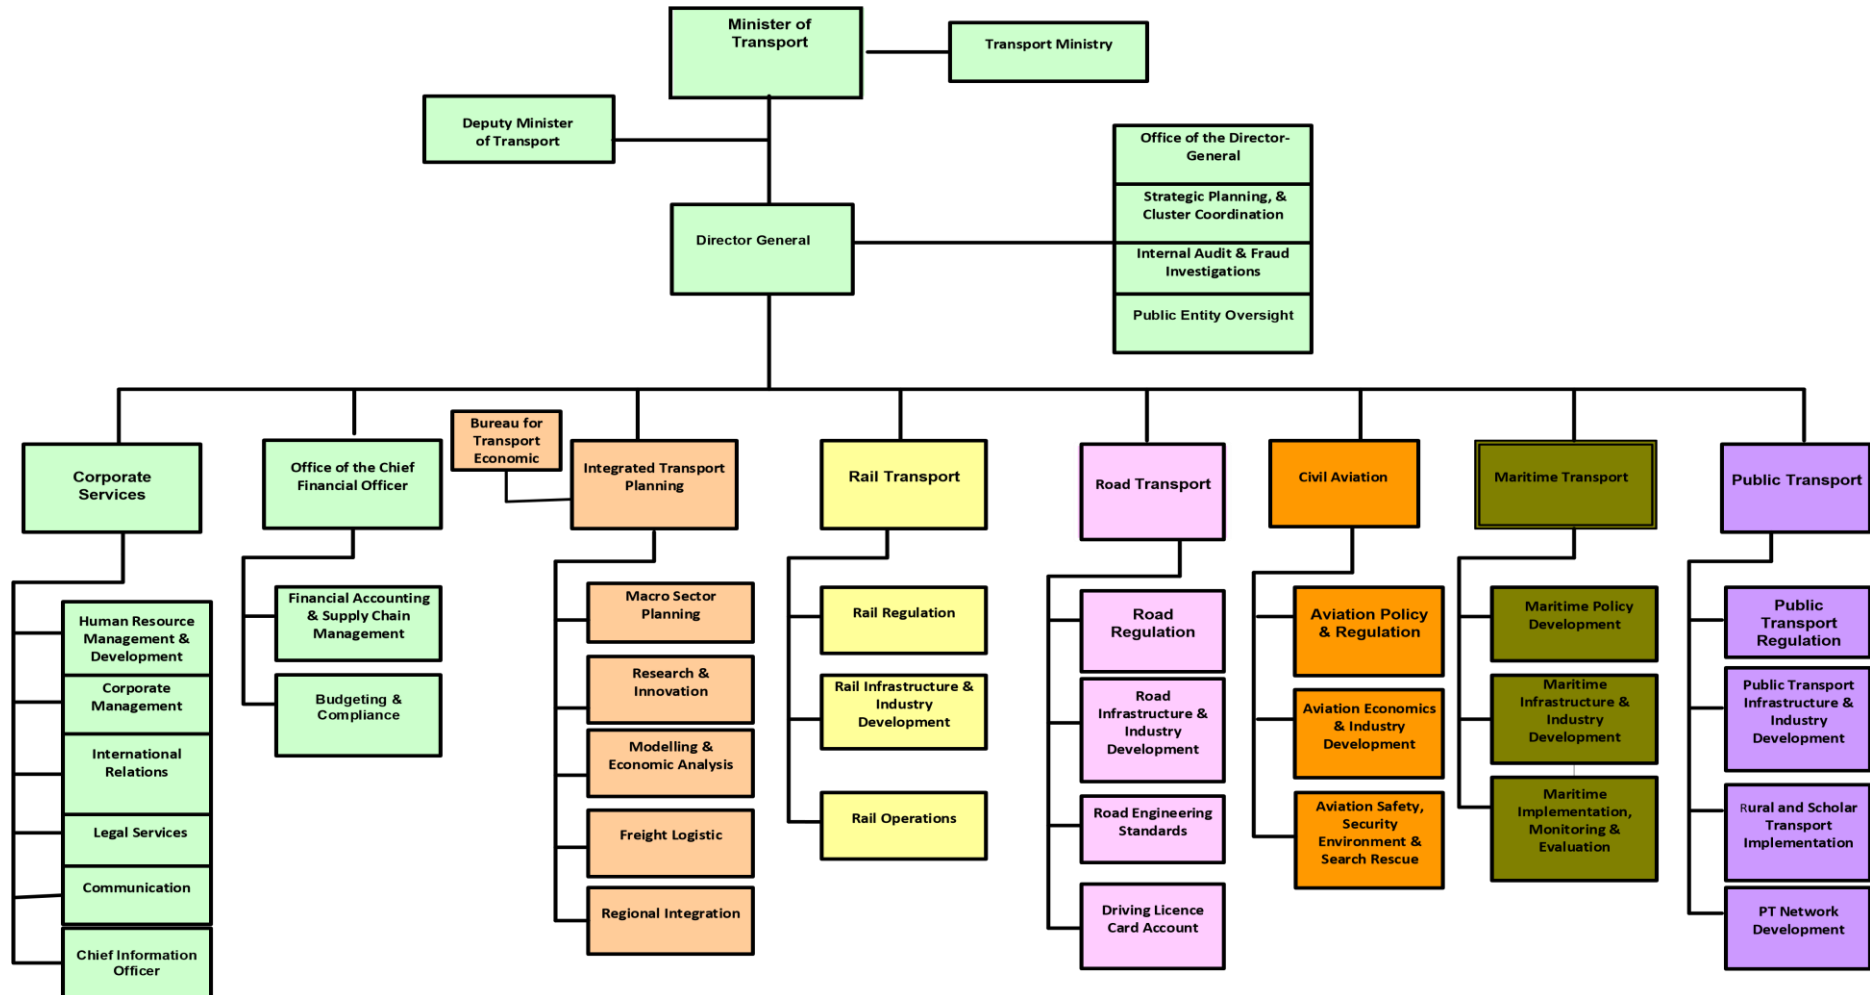 Minister of
Transport
Transport Ministry
Deputy Minister
of Transport
Office of the Director-
General
Strategic Planning, &
Cluster Coordination
Director General
Internal Audit & Fraud
Investigations
Public Entity Oversight
Bureau for
Transport
Economic
Corporate
Services
Office of the Chief
Financial Officer
Integrated Transport
Planning
Rail Transport
Road Transport
Civil Aviation
Maritime Transport
Public Transport
Human Resource
Management &
Development
Corporate
Management
International
Relations
Legal Services
Communication
Chief Information
Officer
Financial Accounting
& Supply Chain
Management
Budgeting &
Compliance
Macro Sector
Planning
Research &
Innovation
Modelling &
Economic Analysis
Freight Logistic
Regional Integration
Rail Regulation
Rail Infrastructure &
Industry
Development
Rail Operations
Road
Regulation
Road
Infrastructure &
Industry
Development
Road Engineering
Standards
Driving Licence
Card Account
Aviation Policy
& Regulation
Aviation Economics
& Industry
Development
Aviation Safety,
Security
Environment &
Search Rescue
Maritime Policy
Development
Maritime
Infrastructure &
Industry
Development
Maritime
Implementation,
Monitoring &
Evaluation
Public
Transport
Regulation
Public Transport
Infrastructure &
Industry
Development
Rural and Scholar
Transport
Implementation
PT Network
Development